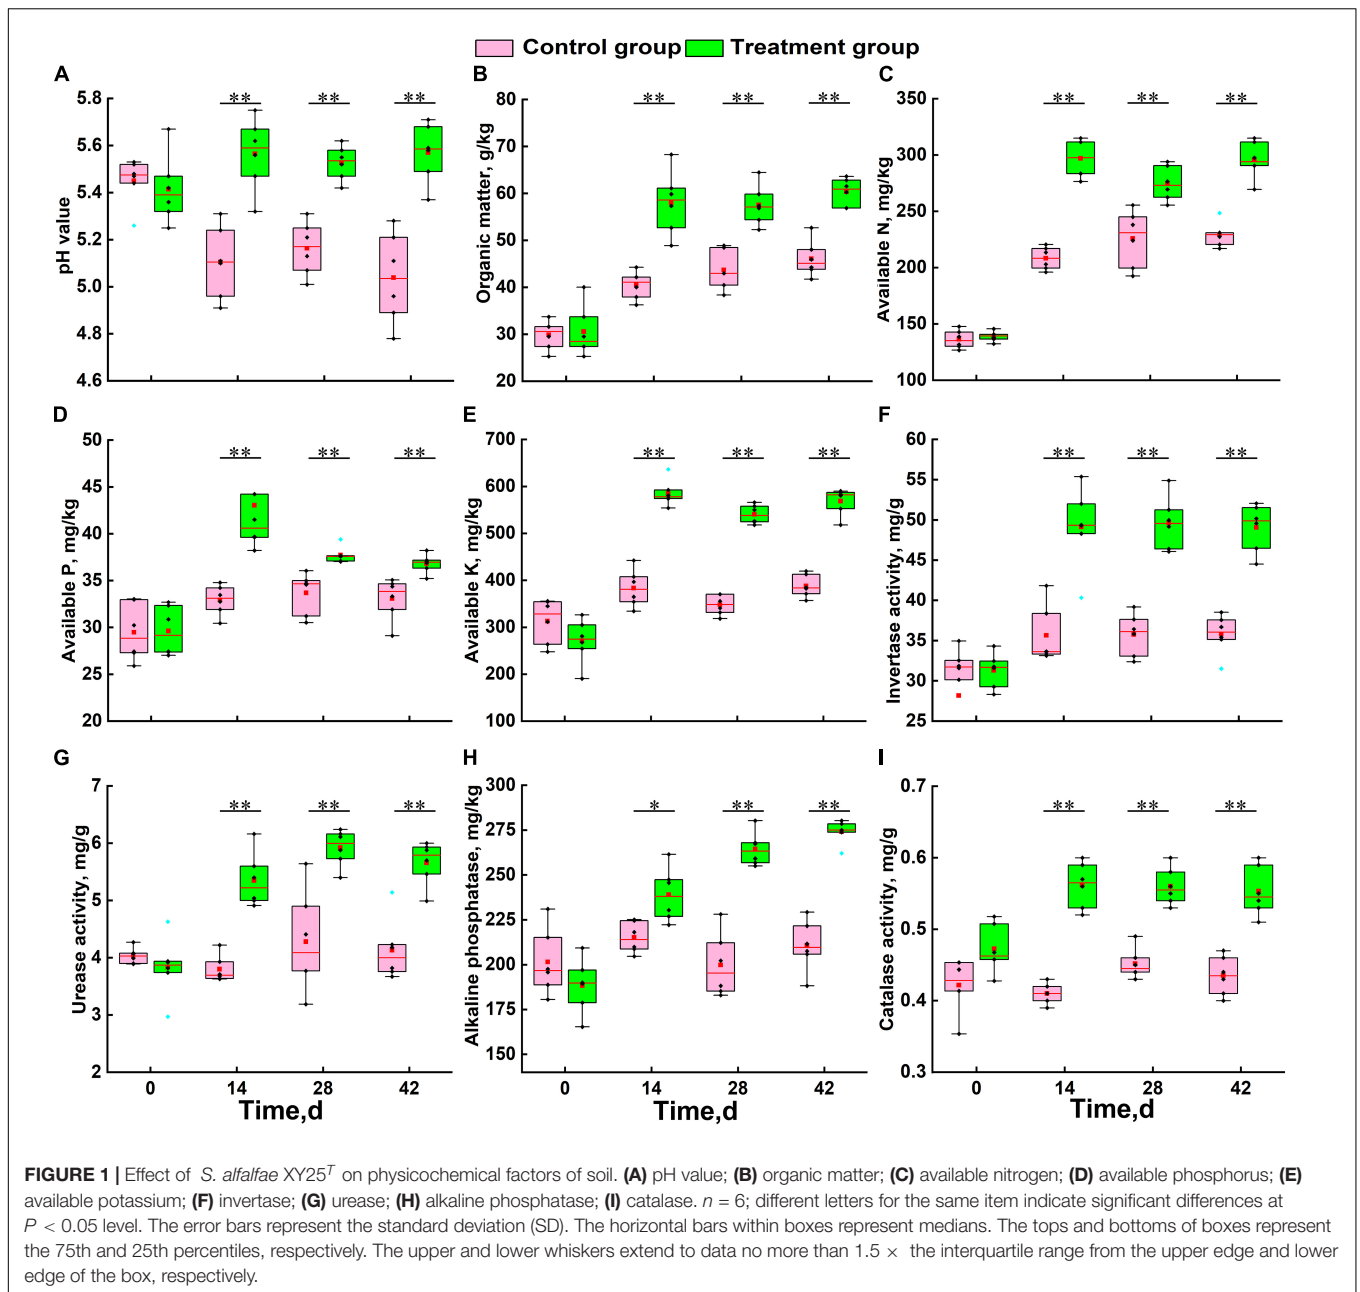 Control group Treatment group
A
B
C
5.8
5.6
5.4
5.2
5.0
4.8
4.6
pH value
** ** **
80
70
60
50
40
30
20
Organic matter, g/kg
** ** **
350
300
250
200
150
100
Available N, mg/kg
** ** **
D
E
F
50
45
40
35
30
25
20
Available P, mg/kg
** ** **
700
600
500
400
300
200
100
Available K, mg/kg
** ** **
60
55
50
45
40
35
30
25
Invertase activity, mg/g
** ** **
G
H
I
7
6
5
4
3
2
Urease activity, mg/g
** ** **
0 14 28 42
Time,d
300
275
250
225
200
175
150
Alkaline phosphatase, mg/kg
* ** **
0 14 28 42
Time,d
0.7
0.6
0.5
0.4
0.3
Catalase activity, mg/g
** ** **
0 14 28 42
Time,d
FIGURE 1 | Effect of S. alfalfae XY25ᵀ on physicochemical factors of soil. (A) pH value; (B) organic matter; (C) available nitrogen; (D) available phosphorus; (E)
available potassium; (F) invertase; (G) urease; (H) alkaline phosphatase; (I) catalase. n = 6; different letters for the same item indicate significant differences at
P < 0.05 level. The error bars represent the standard deviation (SD). The horizontal bars within boxes represent medians. The tops and bottoms of boxes represent
the 75th and 25th percentiles, respectively. The upper and lower whiskers extend to data no more than 1.5 × the interquartile range from the upper edge and lower
edge of the box, respectively.